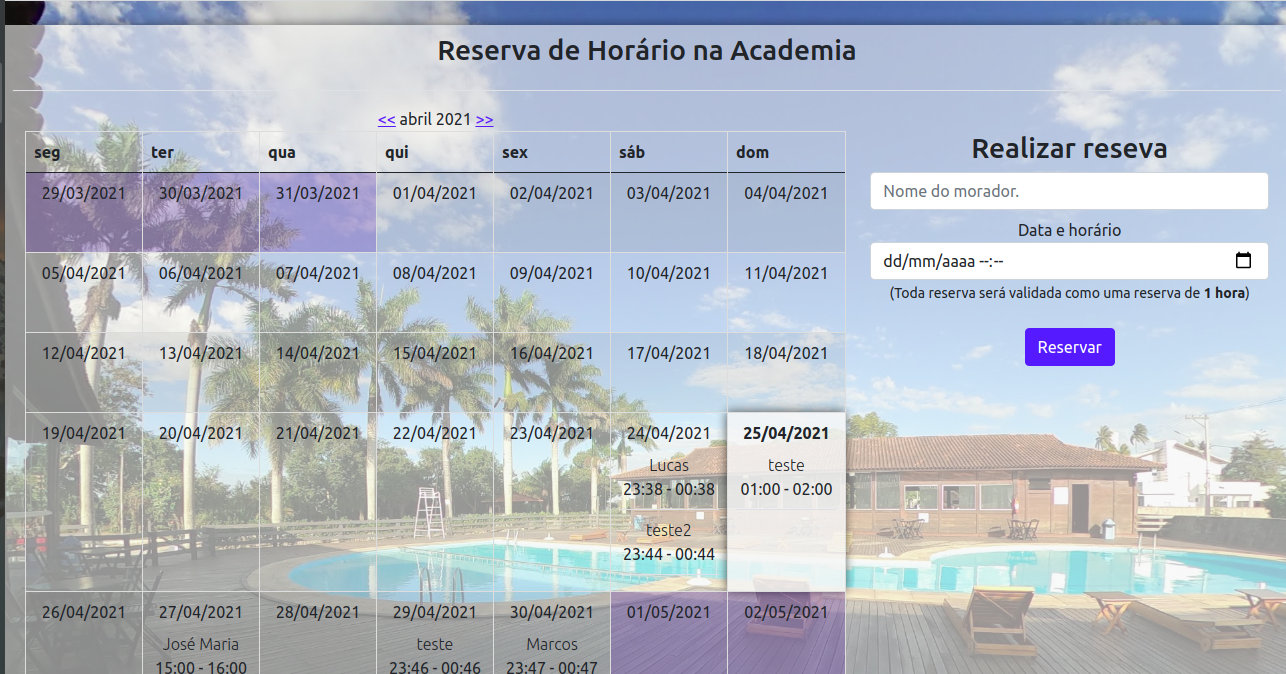 Reserva de Horário na Academia
<< abril 2021 >>
seg ter qua qui sex sáb dom
29/03/2021 30/03/2021 31/03/2021 01/04/2021 02/04/2021 03/04/2021 04/04/2021
05/04/2021 06/04/2021 07/04/2021 08/04/2021 09/04/2021 10/04/2021 11/04/2021
12/04/2021 13/04/2021 14/04/2021 15/04/2021 16/04/2021 17/04/2021 18/04/2021
19/04/2021 20/04/2021 21/04/2021 22/04/2021 23/04/2021 24/04/2021 25/04/2021
Lucas teste
23:38 - 00:38 01:00 - 02:00
teste2
23:44 - 00:44
26/04/2021 27/04/2021 28/04/2021 29/04/2021 30/04/2021 01/05/2021 02/05/2021
José Maria teste Marcos
15:00 - 16:00 23:46 - 00:46 23:47 - 00:47
Realizar reseva
Nome do morador.
Data e horário
dd/mm/aaaa --:--
(Toda reserva será validada como uma reserva de 1 hora)
Reservar